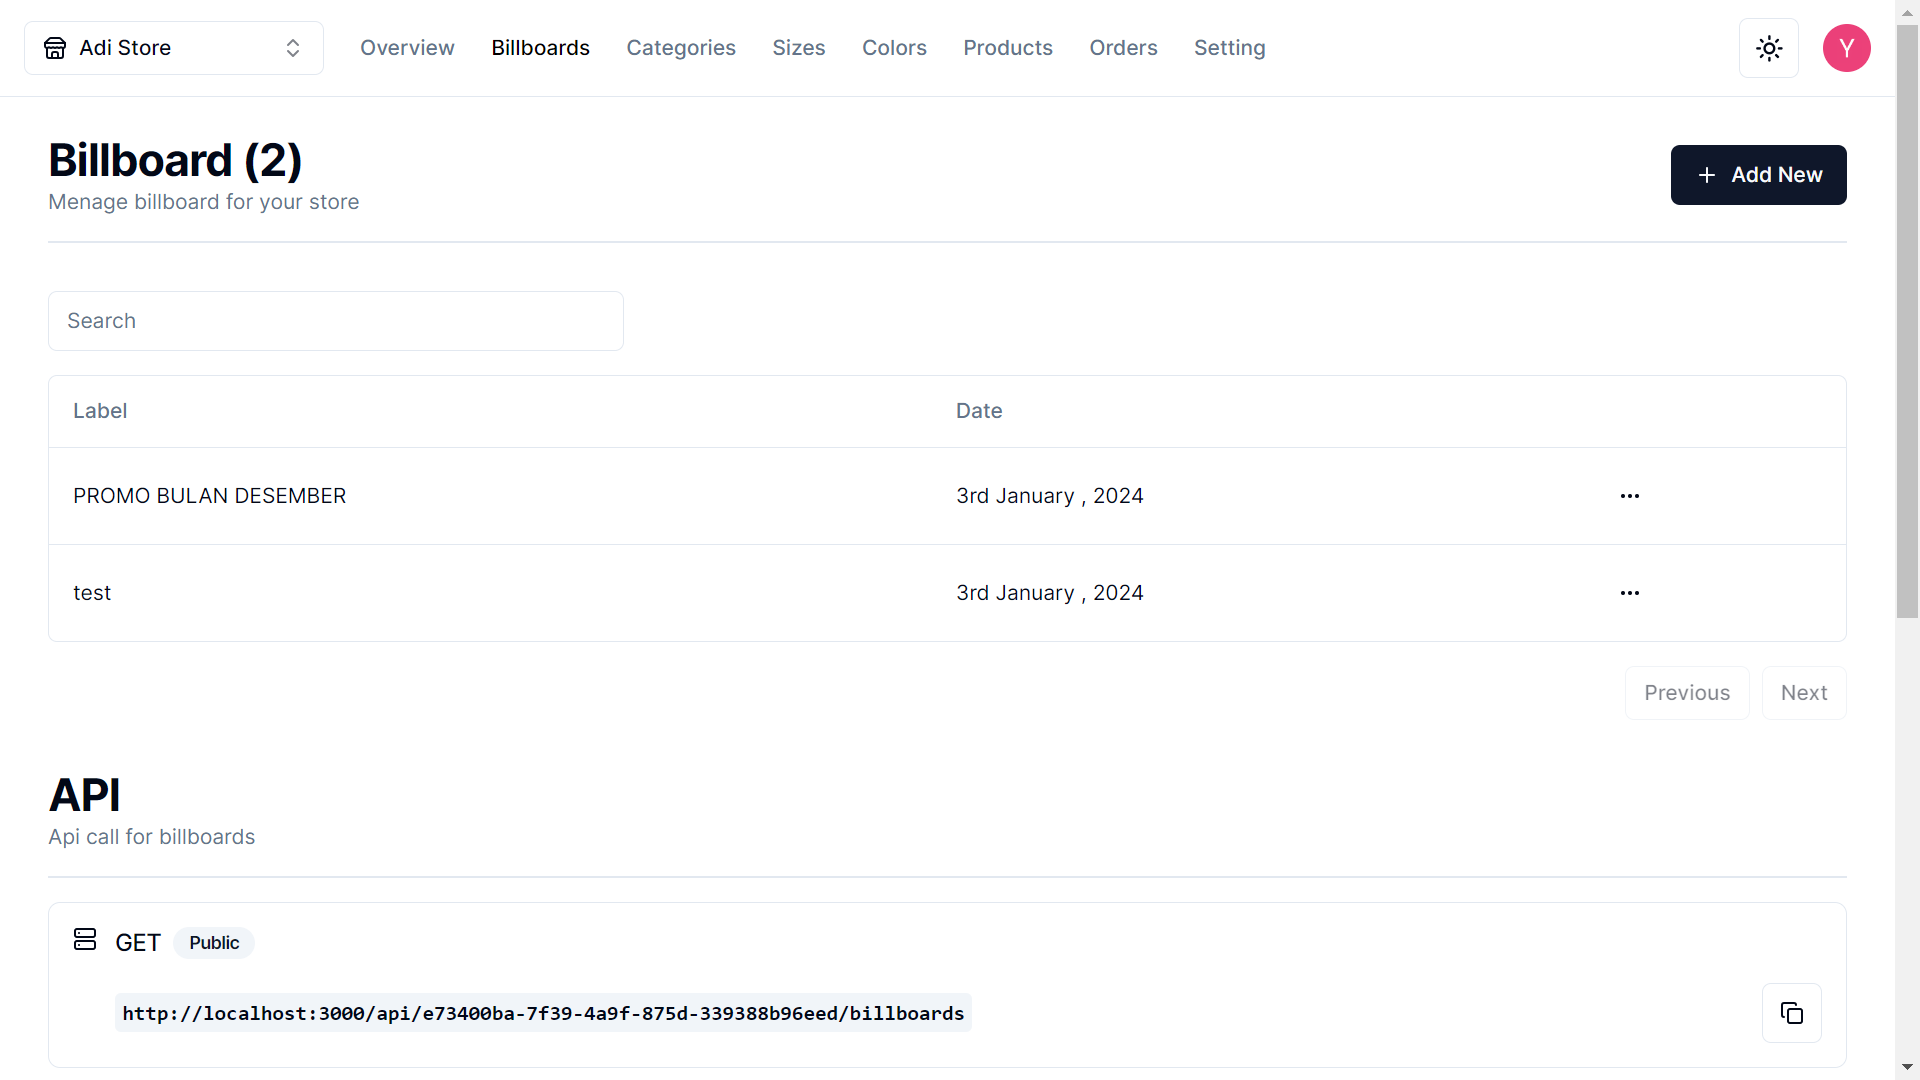 Adi Store Overview Billboards Categories Sizes Colors Products Orders Setting Y
Billboard (2)
Menage billboard for your store
+ Add New
Search
Label Date
PROMO BULAN DESEMBER 3rd January , 2024
test 3rd January , 2024
Previous Next
API
Api call for billboards
GET Public
http://localhost:3000/api/e73400ba-7f39-4a9f-875d-339388b96eed/billboards